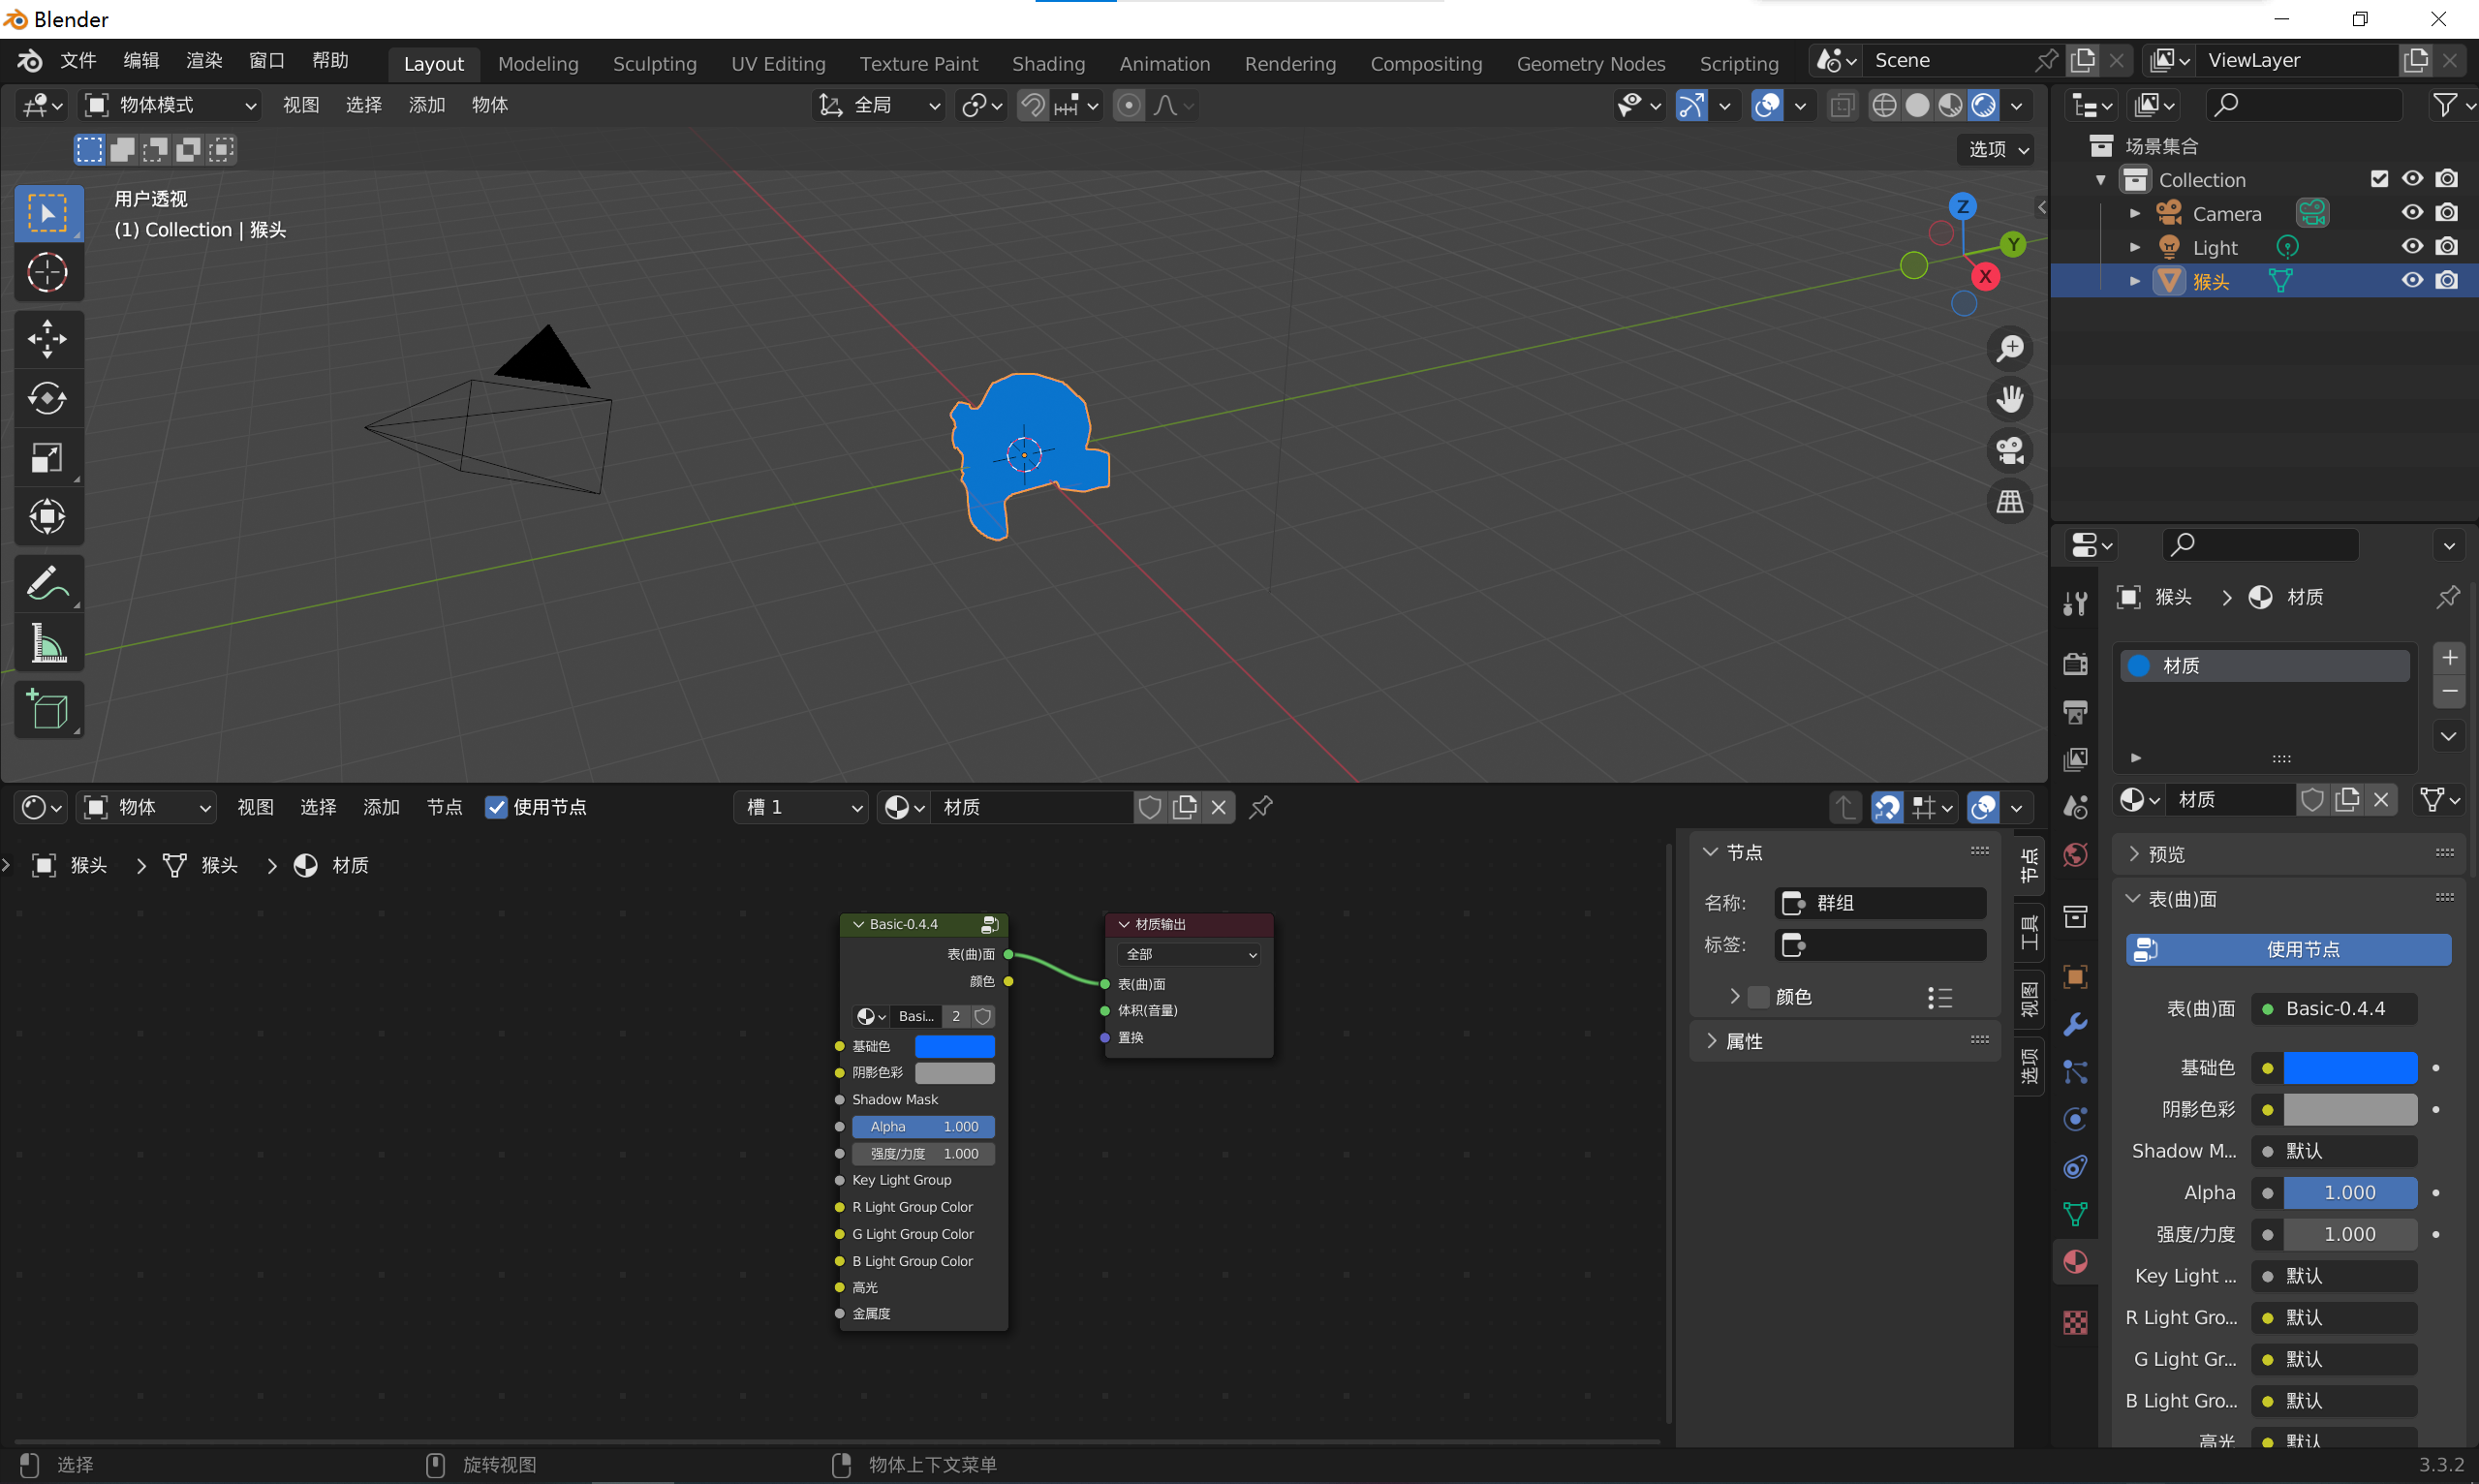 Blender
文件 编辑 渲染 窗口 帮助 Layout Modeling Sculpting UV Editing Texture Paint Shading Animation Rendering Compositing Geometry Nodes Scripting Scene ViewLayer
物体模式 视图 选择 添加 物体 全局
选项
用户透视
(1) Collection | 猴头
Z
Y
X
场景集合
Collection
Camera
Light
猴头
猴头 材质
材质
材质
预览
表(曲)面
使用节点
表(曲)面 Basic-0.4.4
基础色
阴影色彩
Shadow M... 默认
Alpha 1.000
强度/力度 1.000
Key Light ... 默认
R Light Gro... 默认
G Light Gr... 默认
B Light Gro... 默认
高光 默认
物体 视图 选择 添加 节点 使用节点 槽 1 材质
猴头 猴头 材质
Basic-0.4.4
表(曲)面
颜色
Basi... 2
基础色
阴影色彩
Shadow Mask
Alpha 1.000
强度/力度 1.000
Key Light Group
R Light Group Color
G Light Group Color
B Light Group Color
高光
金属度
材质输出
全部
表(曲)面
体积(音量)
置换
节点
名称: 群组
标签:
颜色
属性
节点
工具
视图
选项
选择 旋转视图 物体上下文菜单 3.3.2